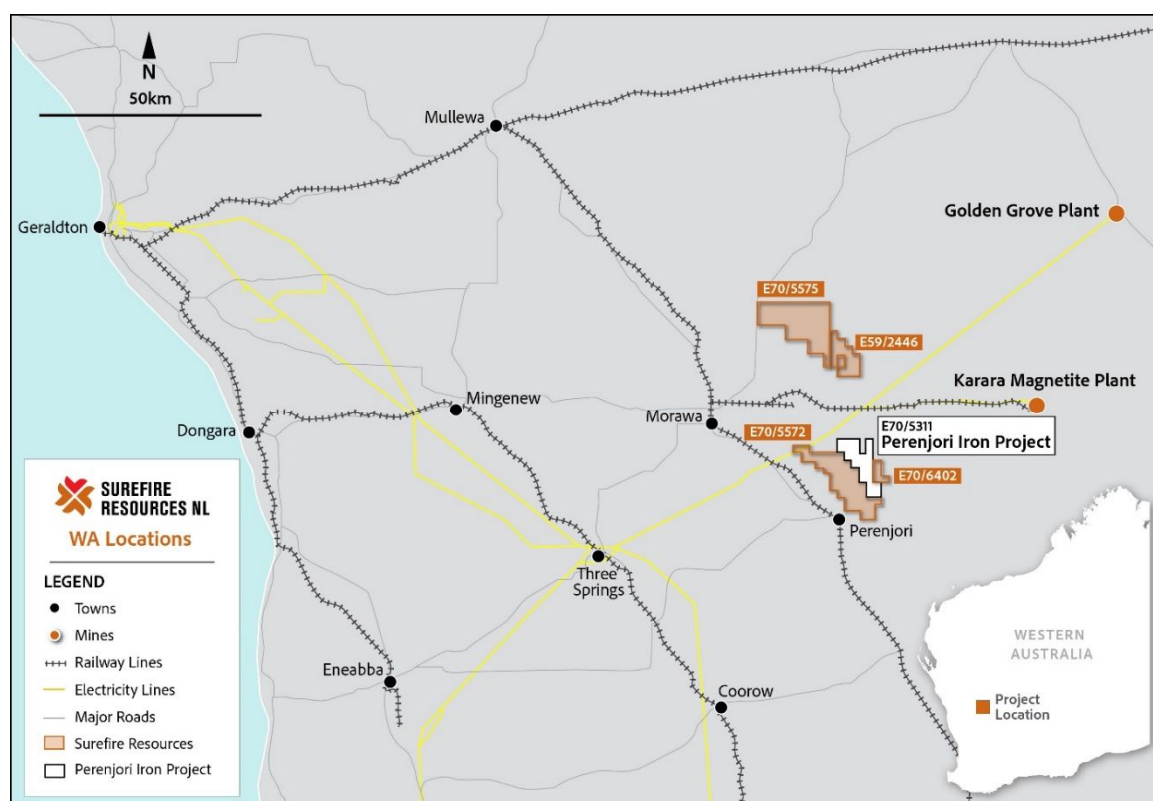 N
50km
Mullewa
Geraldton
Golden Grove Plant
E70/5575
E59/2446
Karara Magnetite Plant
Mingenew
Morawa
Dongara
E70/5572
E70/5311
Perenjori Iron Project
E70/6402
Perenjori
Three
Springs
Eneabba
Coorow
SUREFIRE
RESOURCES NL
WA Locations
LEGEND
Towns
Mines
Railway Lines
Electricity Lines
Major Roads
Surefire Resources
Perenjori Iron Project
WESTERN
AUSTRALIA
Project
Location